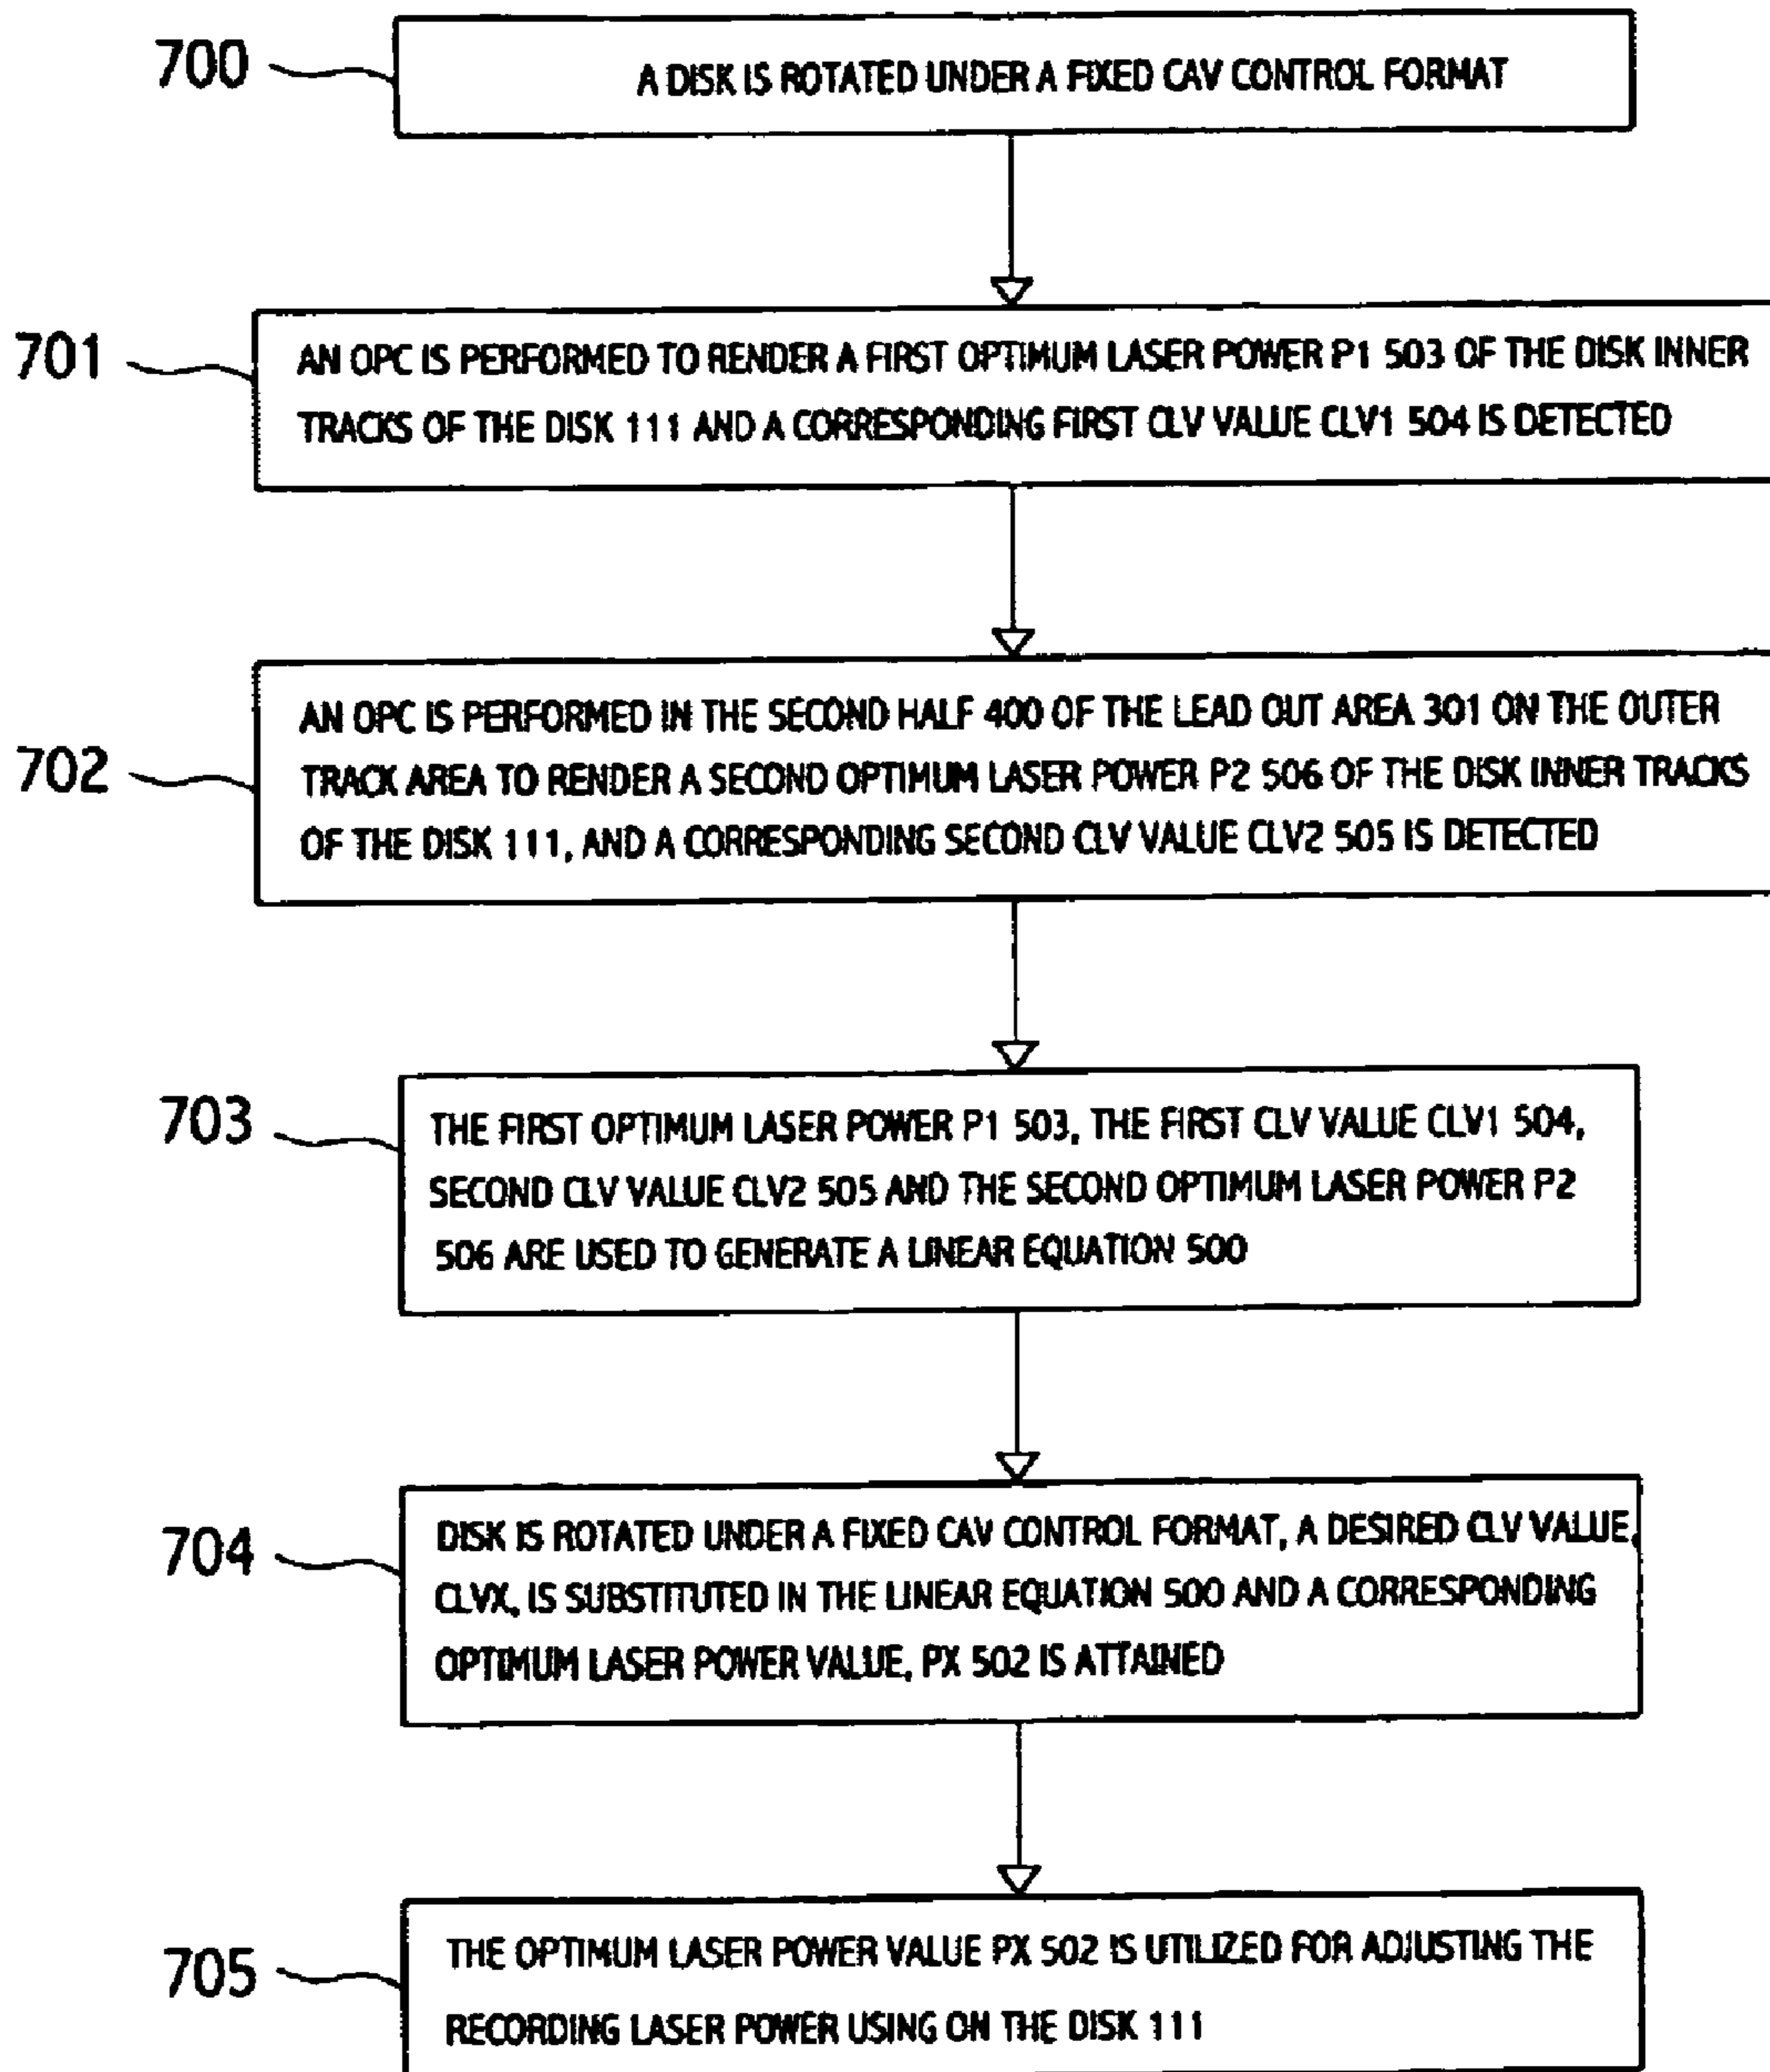 700
A DISK IS ROTATED UNDER A FIXED CAV CONTROL FORMAT
701
AN OPC IS PERFORMED TO RENDER A FIRST OPTIMUM LASER POWER P1 503 OF THE DISK INNER
TRACKS OF THE DISK 111 AND A CORRESPONDING FIRST CLV VALUE CLV1 504 IS DETECTED
702
AN OPC IS PERFORMED IN THE SECOND HALF 400 OF THE LEAD OUT AREA 301 ON THE OUTER
TRACK AREA TO RENDER A SECOND OPTIMUM LASER POWER P2 506 OF THE DISK INNER TRACKS
OF THE DISK 111, AND A CORRESPONDING SECOND CLV VALUE CLV2 505 IS DETECTED
703
THE FIRST OPTIMUM LASER POWER P1 503, THE FIRST CLV VALUE CLV1 504,
SECOND CLV VALUE CLV2 505 AND THE SECOND OPTIMUM LASER POWER P2
506 ARE USED TO GENERATE A LINEAR EQUATION 500
704
DISK IS ROTATED UNDER A FIXED CAV CONTROL FORMAT, A DESIRED CLV VALUE,
CLVX, IS SUBSTITUTED IN THE LINEAR EQUATION 500 AND A CORRESPONDING
OPTIMUM LASER POWER VALUE, PX 502 IS ATTAINED
705
THE OPTIMUM LASER POWER VALUE PX 502 IS UTILIZED FOR ADJUSTING THE
RECORDING LASER POWER USING ON THE DISK 111